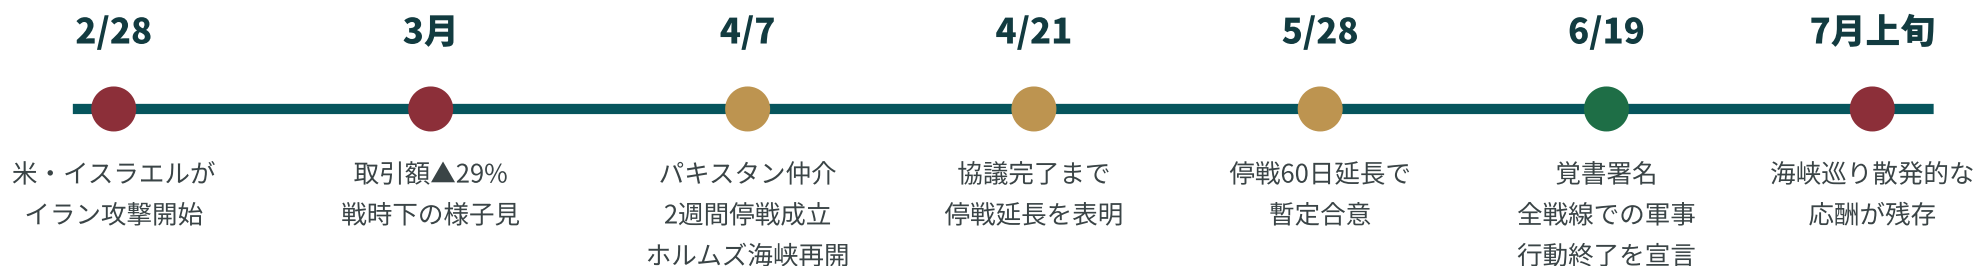 2/28
米・イスラエルが
イラン攻撃開始
3月
取引額▲29%
戦時下の様子見
4/7
パキスタン仲介
2週間停戦成立
ホルムズ海峡再開
4/21
協議完了まで
停戦延長を表明
5/28
停戦60日延長で
暫定合意
6/19
覚書署名
全戦線での軍事
行動終了を宣言
7月上旬
海峡巡り散発的な
応酬が残存